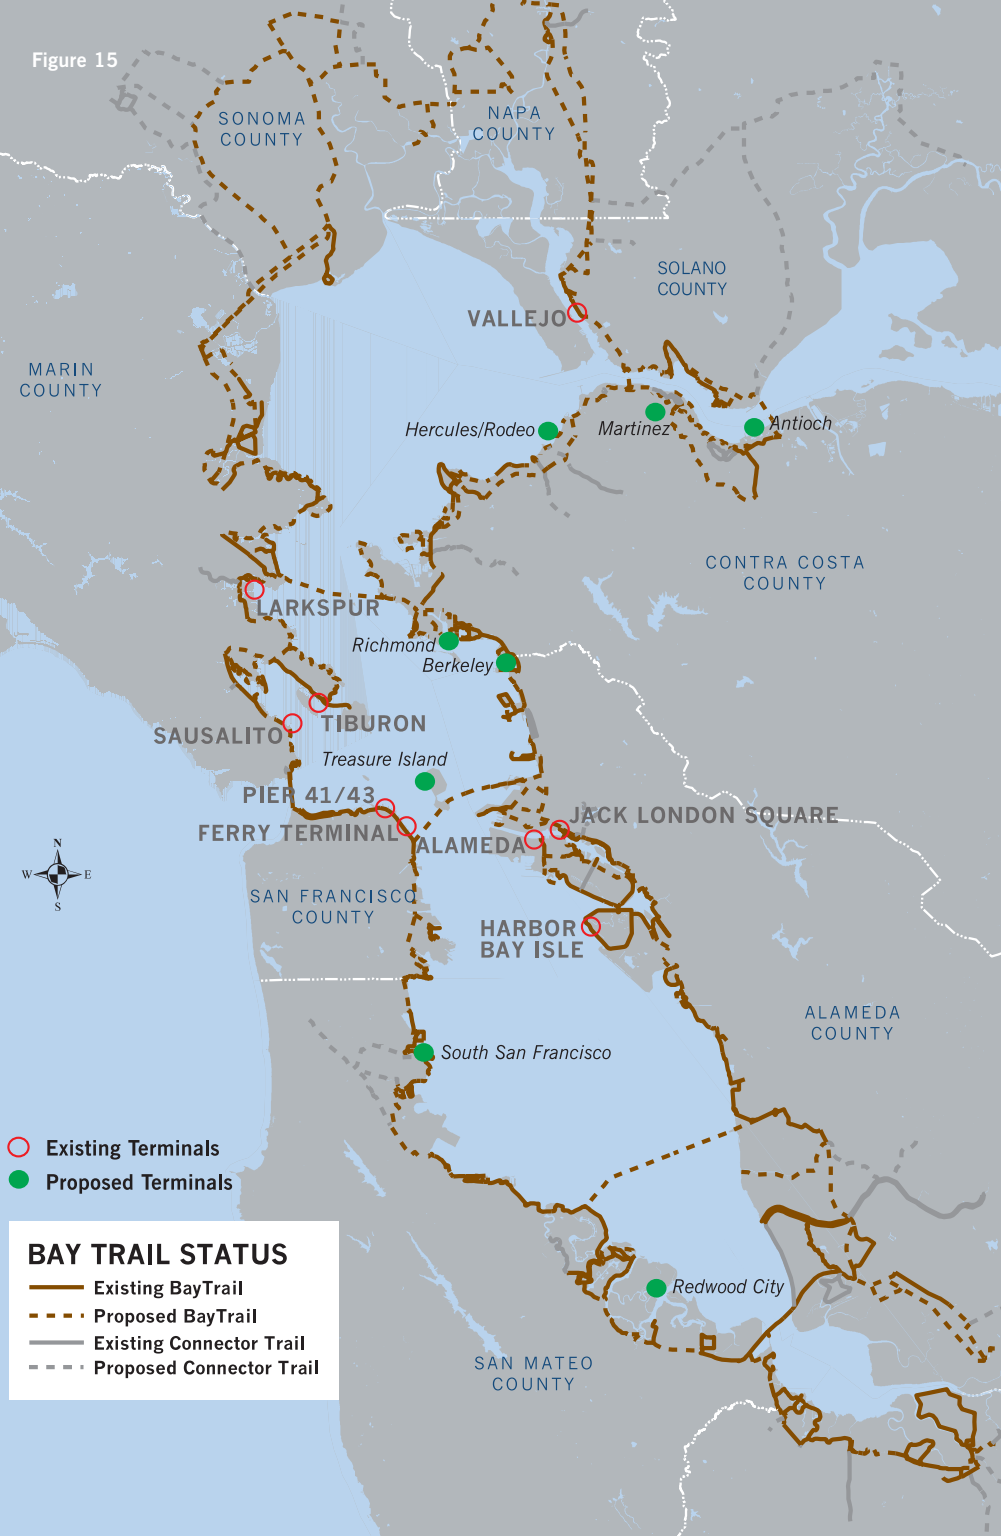 Figure 15
SONOMA
COUNTY
NAPA
COUNTY
SOLANO
COUNTY
VALLEJO
MARIN
COUNTY
Hercules/Rodeo
Martinez
Antioch
CONTRA COSTA
COUNTY
LARKSPUR
Richmond
Berkeley
TIBURON
SAUSALITO
Treasure Island
PIER 41/43
FERRY TERMINAL
JACK LONDON SQUARE
ALAMEDA
N
W
E
S
SAN FRANCISCO
COUNTY
HARBOR
BAY ISLE
ALAMEDA
COUNTY
South San Francisco
Existing Terminals
Proposed Terminals
BAY TRAIL STATUS
Existing BayTrail
Proposed BayTrail
Existing Connector Trail
Proposed Connector Trail
Redwood City
SAN MATEO
COUNTY